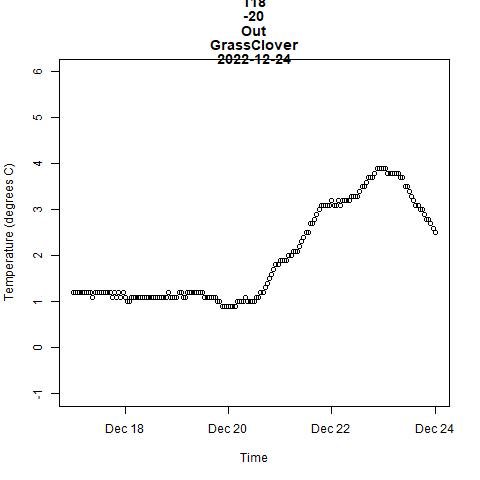 T18
-20
Out
GrassClover
2022-12-24
6
5
4
3
2
1
0
-1
Temperature (degrees C)
Dec 18
Dec 20
Dec 22
Dec 24
Time